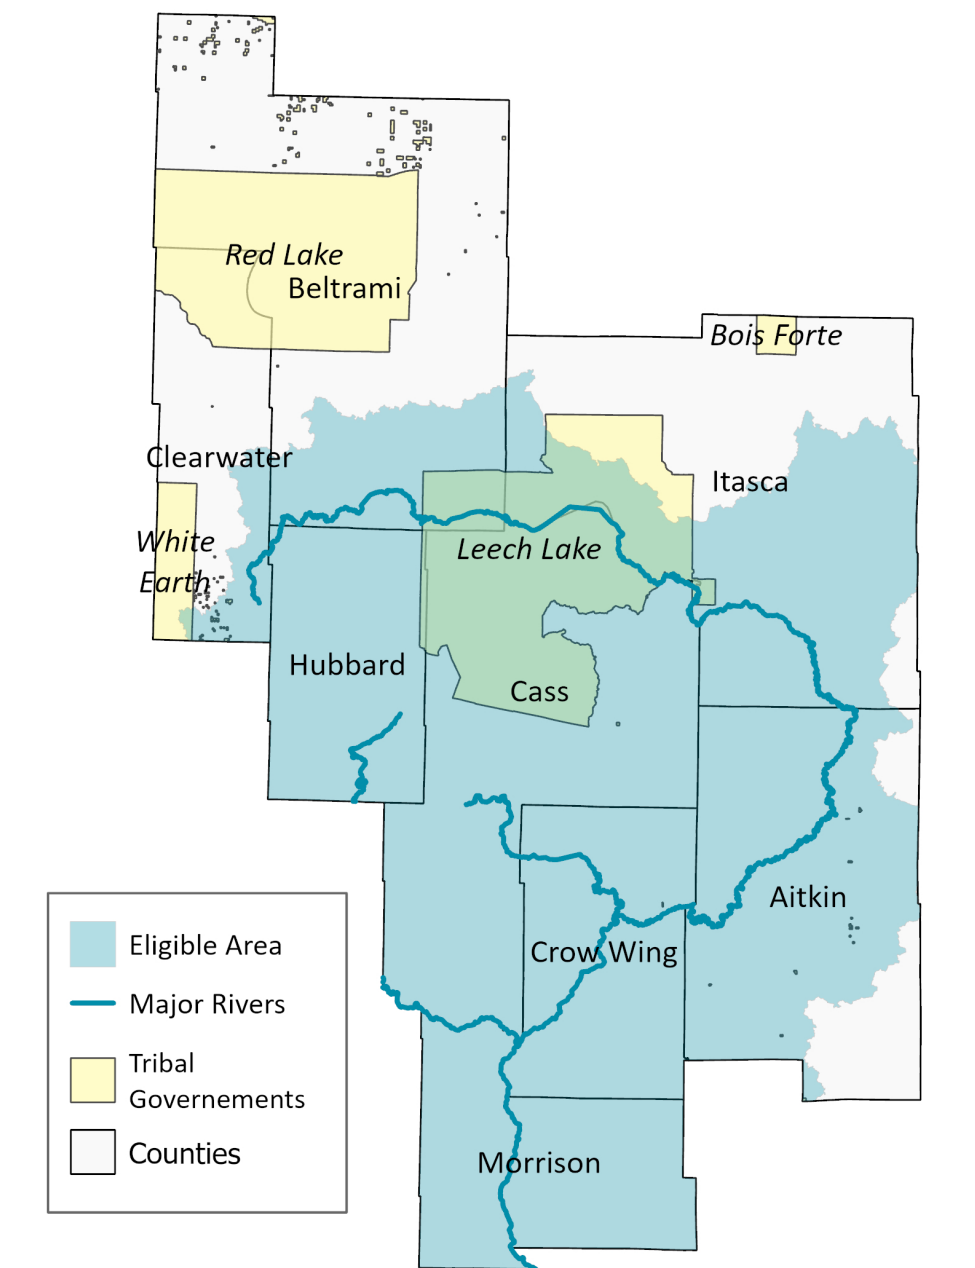 Red Lake
Beltrami
Bois Forte
Clearwater
Itasca
White
Earth
Leech Lake
Hubbard
Cass
Aitkin
Crow Wing
Morrison
Eligible Area
Major Rivers
Tribal
Governements
Counties